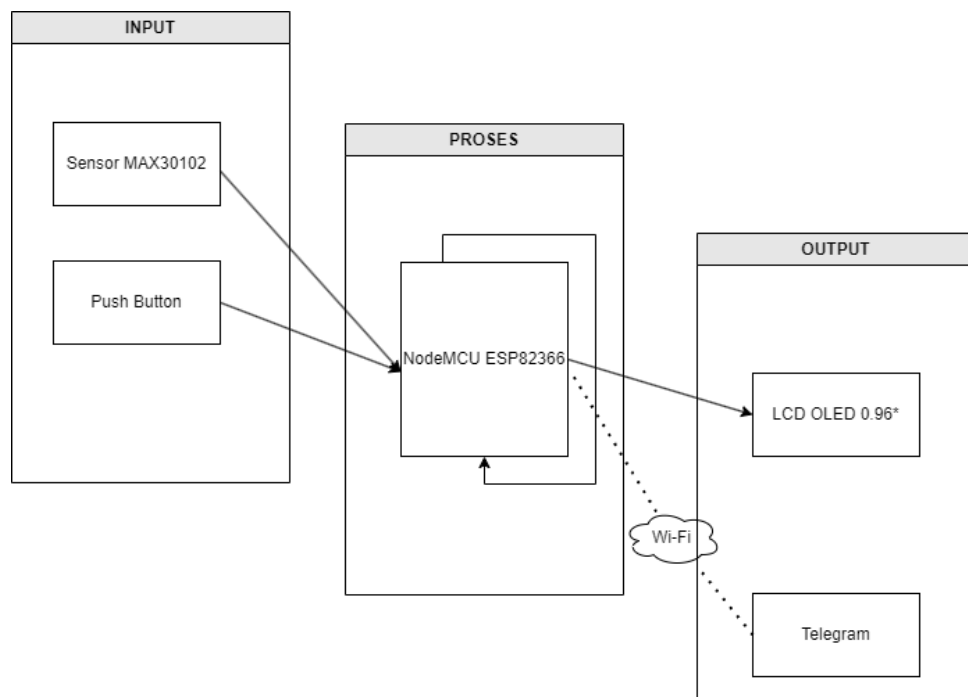 INPUT
Sensor MAX30102
Push Button
PROSES
NodeMCU ESP82366
OUTPUT
LCD OLED 0.96*
Wi-Fi
Telegram